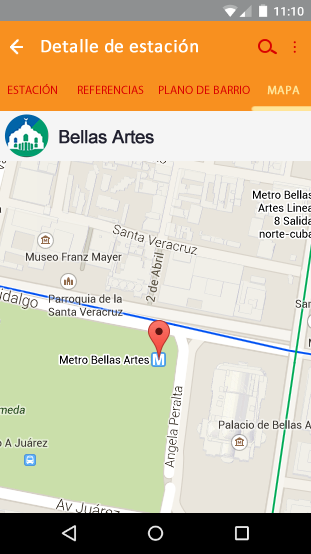 11:10
Detalle de estación
ESTACIÓN REFERENCIAS PLANO DE BARRIO MAPA
Bellas Artes
Metro Bellas
Artes Linea
8 Salida
norte-cuba
Santa Veracruz
Museo Franz Mayer
2 de Abril
Parroquia de la
Santa Veracruz
idalgo
San
Metro
Metro Bellas Artes M
Angela Peralta
Palacio de Bellas A
meda
o A Juárez
Av Juárez